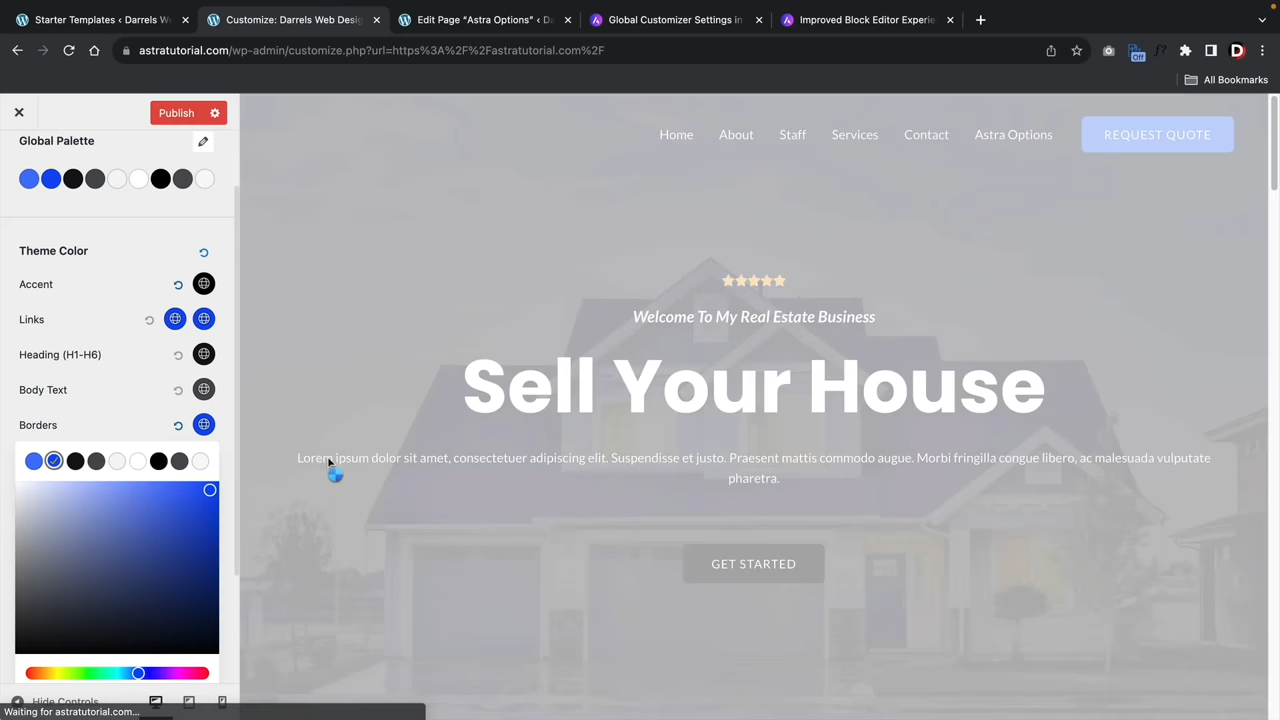 Starter Templates ‹ Darrels We
Customize: Darrels Web Desig
Edit Page “Astra Options” ‹ Da
Global Customizer Settings in
Improved Block Editor Experie
astratutorial.com/wp-admin/customize.php?url=https%3A%2F%2Fastratutorial.com%2F
Off
f?
D
All Bookmarks
Publish
Global Palette
Theme Color
Accent
Links
Heading (H1-H6)
Body Text
Borders
Hide Controls
Waiting for astratutorial.com...
Home About Staff Services Contact Astra Options REQUEST QUOTE
Welcome To My Real Estate Business
Sell Your House
Lorem ipsum dolor sit amet, consectetuer adipiscing elit. Suspendisse et justo. Praesent mattis commodo augue. Morbi fringilla congue libero, ac malesuada vulputate
pharetra.
GET STARTED